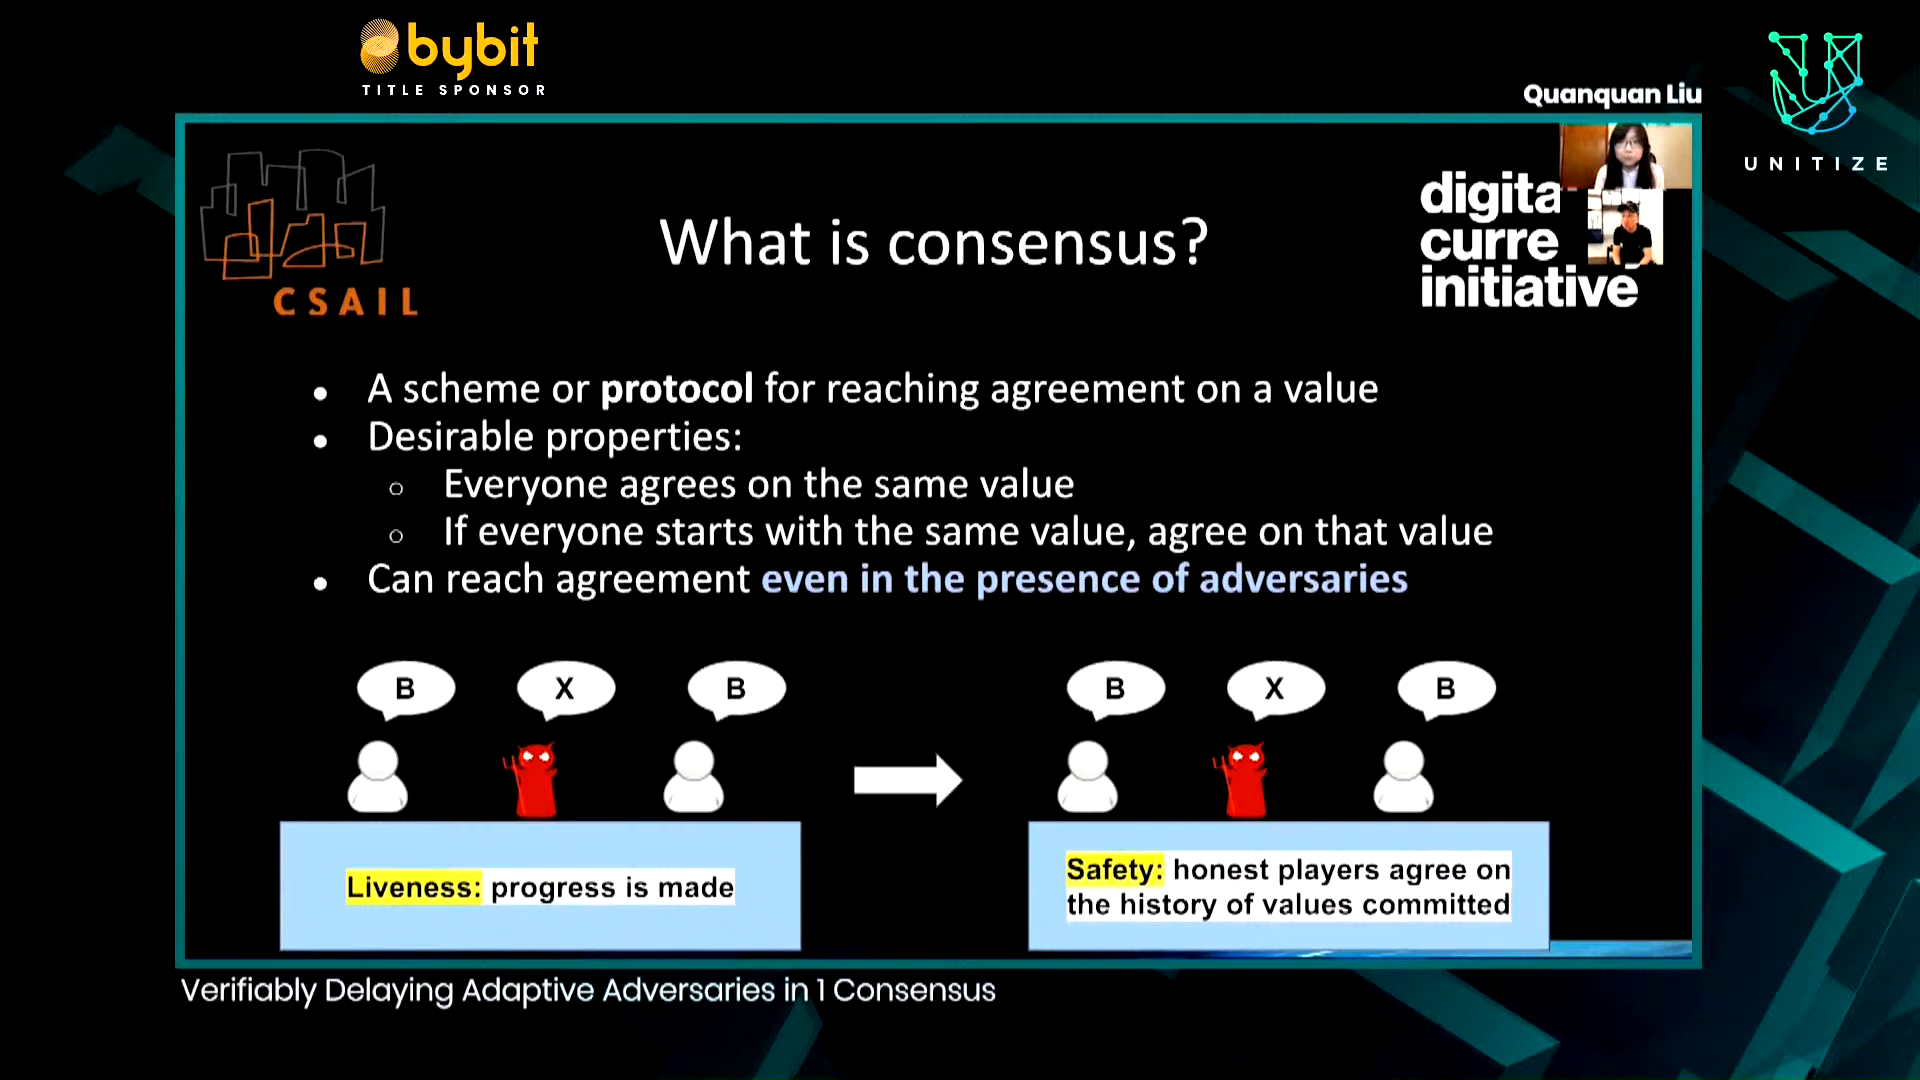 bybit
TITLE SPONSOR
Quanquan Liu
UNITIZE
CSAIL
What is consensus?
digita
curre
initiative
A scheme or protocol for reaching agreement on a value
Desirable properties:
Everyone agrees on the same value
If everyone starts with the same value, agree on that value
Can reach agreement even in the presence of adversaries
B X B B X B
Liveness: progress is made
Safety: honest players agree on
the history of values committed
Verifiably Delaying Adaptive Adversaries in 1 Consensus